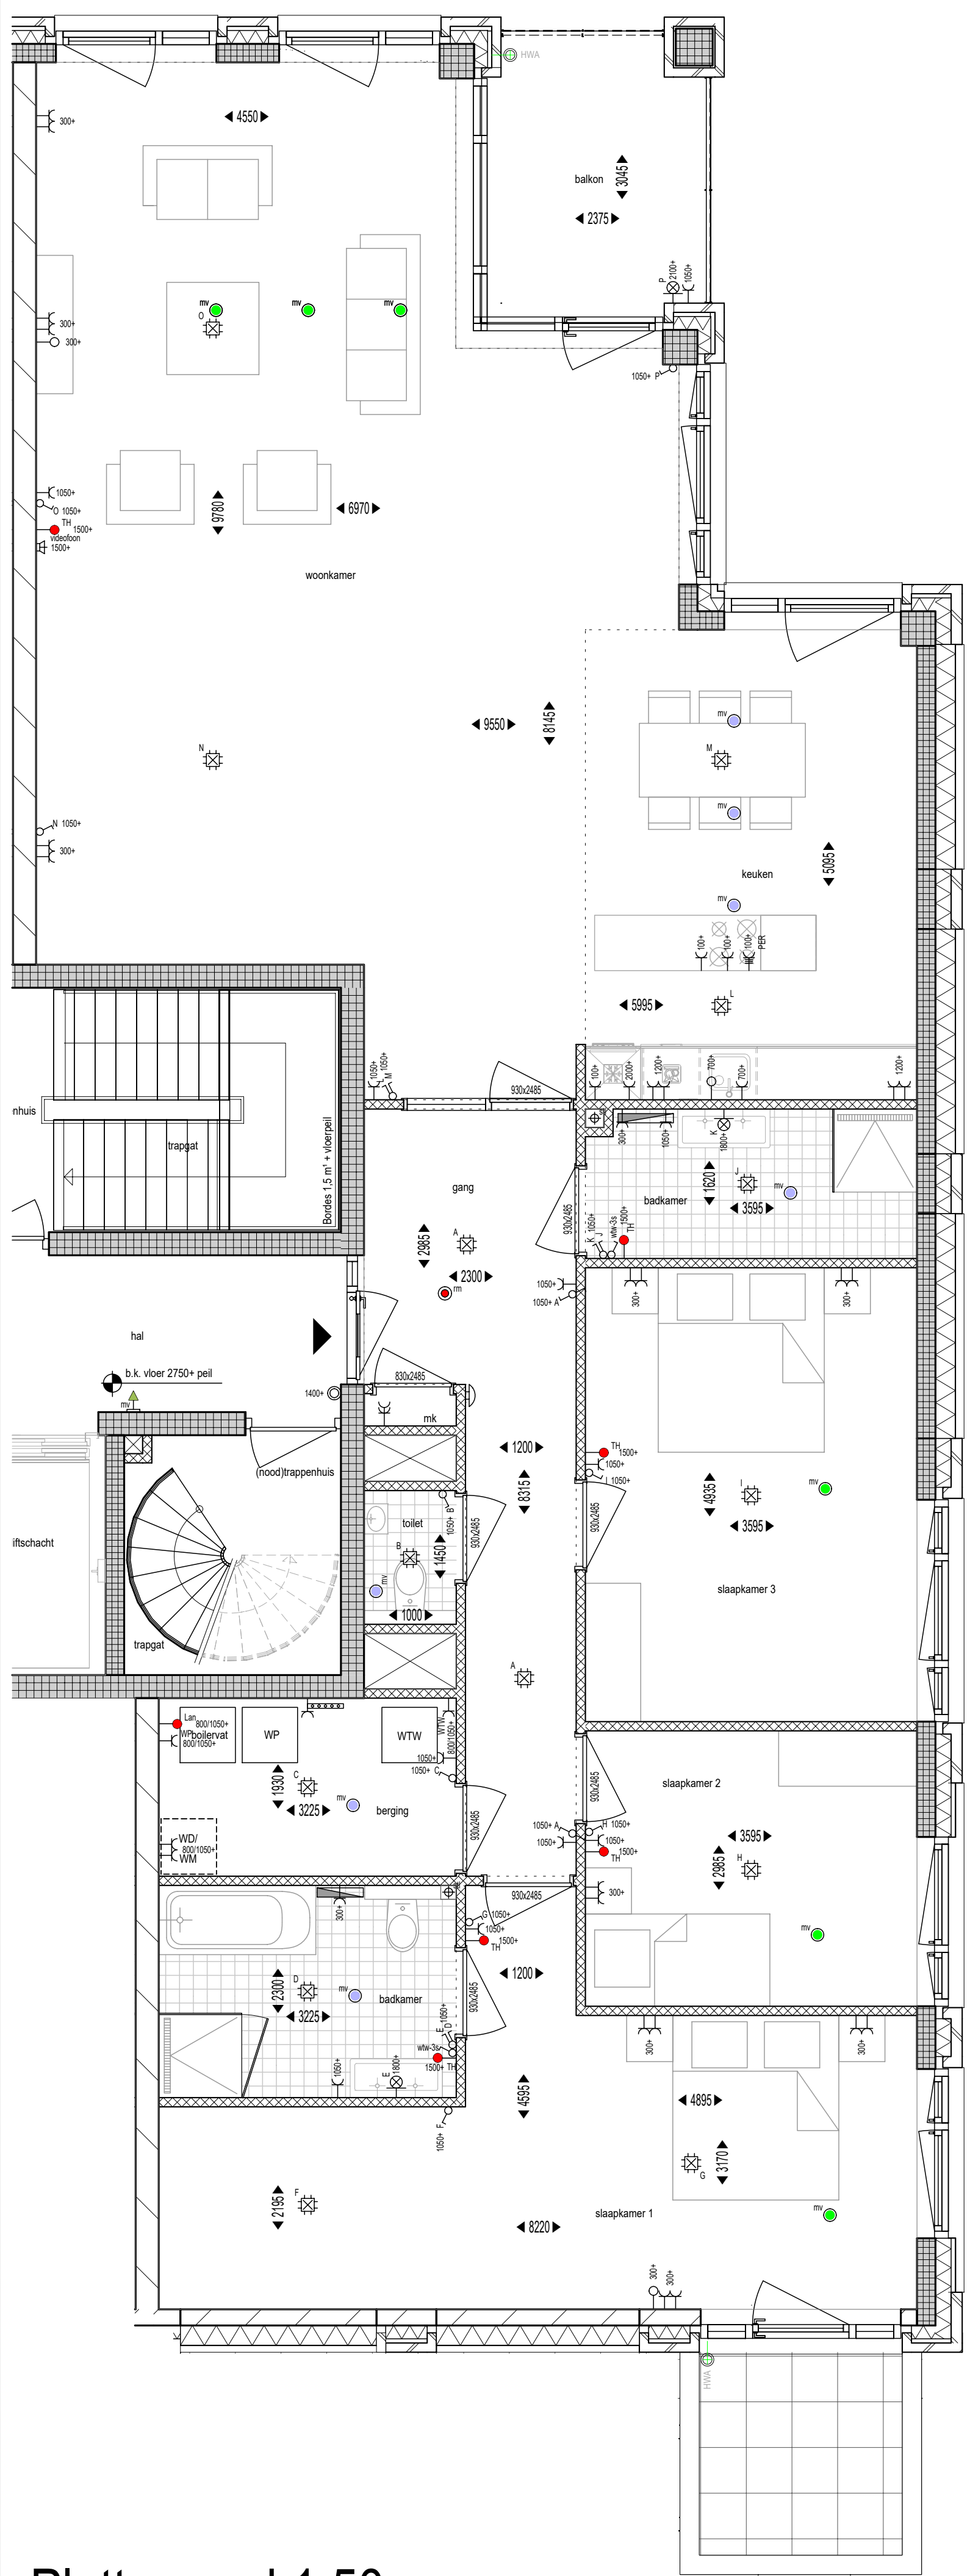 HWA
4550
300+
balkon
3045
2375
P
2100+
1050+
mv
mv
mv
O
300+
300+
1050+ P
1050+
O 1050+
TH
1500+
videofoon
1500+
9780
6970
woonkamer
9550
8145
mv
N
M
mv
N 1050+
300+
keuken
5095
mv
100+
100+
100+
PER
5995
L
1050+
1050+
M
930x2485
100+
2000+
1200+
700+
700+
1200+
nhuis
trapgat
Bordes 1,5 m¹ + vloerpeil
gang
300+
1050+
K
1800+
J
mv
1620
3595
badkamer
930x2485
K 1050+
J
wtw-3s
1500+
TH
2985
A
2300
rm
1050+
1050+ A
300+
300+
hal
b.k. vloer 2750+ peil
mv
830x2485
1400+
mk
(nood)trappenhuis
1200
8315
TH
1500+
1050+
I 1050+
4935
I
mv
3595
930x2485
iftschacht
toilet
1050+ B
B
1450
mv
1000
930x2485
slaapkamer 3
trapgat
A
Lan
800/1050+
WP
boilervat
800/1050+
WP
WTW
WTW
800/1050+
1050+
1050+ C
1930
C
mv
3225
berging
930x2485
slaapkamer 2
930x2485
WD/
800/1050+
WM
1050+ A
1050+
H 1050+
1050+
1500+
TH
3595
2985
H
300+
mv
930x2485
300+
G 1050+
1050+
1500+
TH
1200
2300
D
mv
3225
badkamer
930x2485
E 1050+
D
wtw-3s
1500+ TH
1050+
E
1800+
1050+ F
300+
300+
4595
4895
3170
G
2195
F
mv
slaapkamer 1
8220
300+
300+
HWA